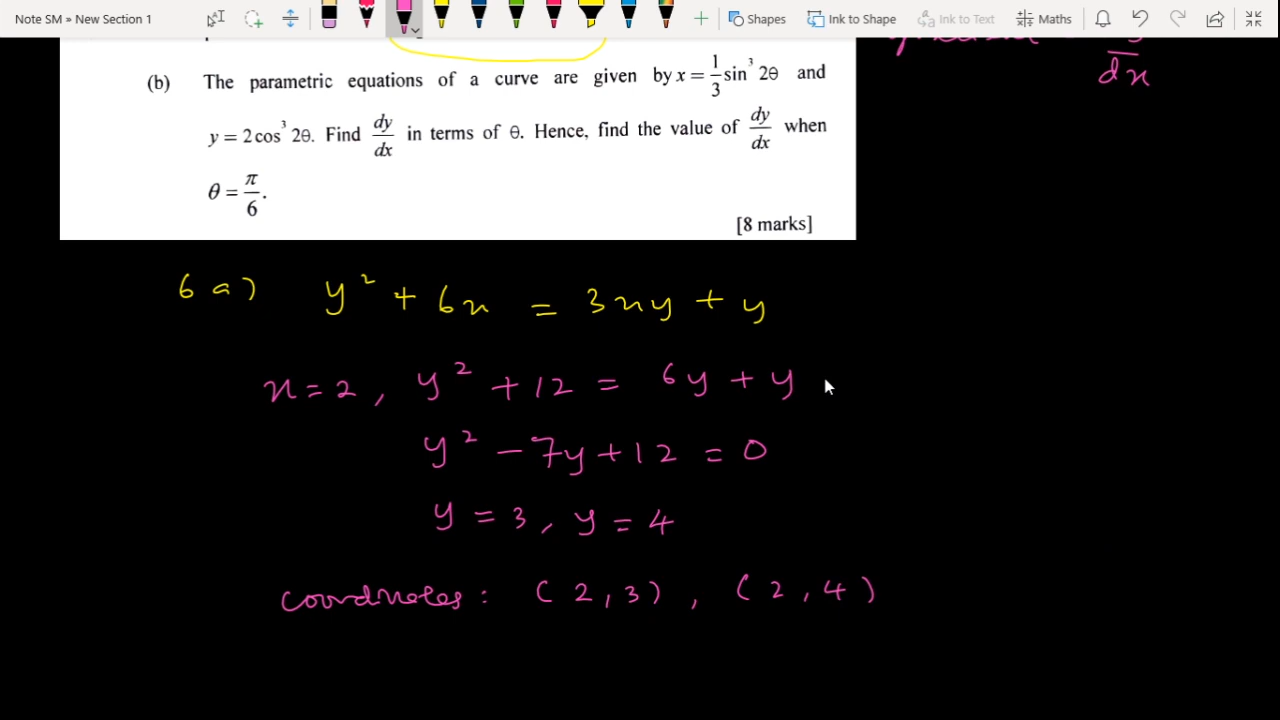 Note SM » New Section 1
Shapes
Ink to Shape
Ink to Text
Maths
dx
(b) The parametric equations of a curve are given by x = 1/3 sin³ 2θ and
y = 2 cos³ 2θ. Find dy/dx in terms of θ. Hence, find the value of dy/dx when
θ = π/6.
[8 marks]
6 a) y² + 6x = 3xy + y
x = 2, y² + 12 = 6y + y
y² - 7y + 12 = 0
y = 3, y = 4
coordnates: (2,3), (2,4)